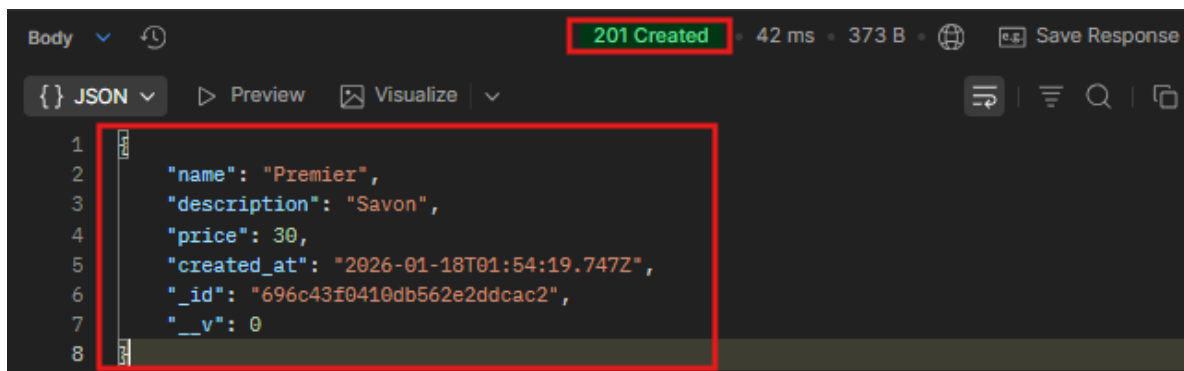 Body 201 Created 42 ms 373 B e.g. Save Response
{} JSON Preview Visualize
1 {
2 "name": "Premier",
3 "description": "Savon",
4 "price": 30,
5 "created_at": "2026-01-18T01:54:19.747Z",
6 "_id": "696c43f0410db562e2ddcac2",
7 "__v": 0
8 }